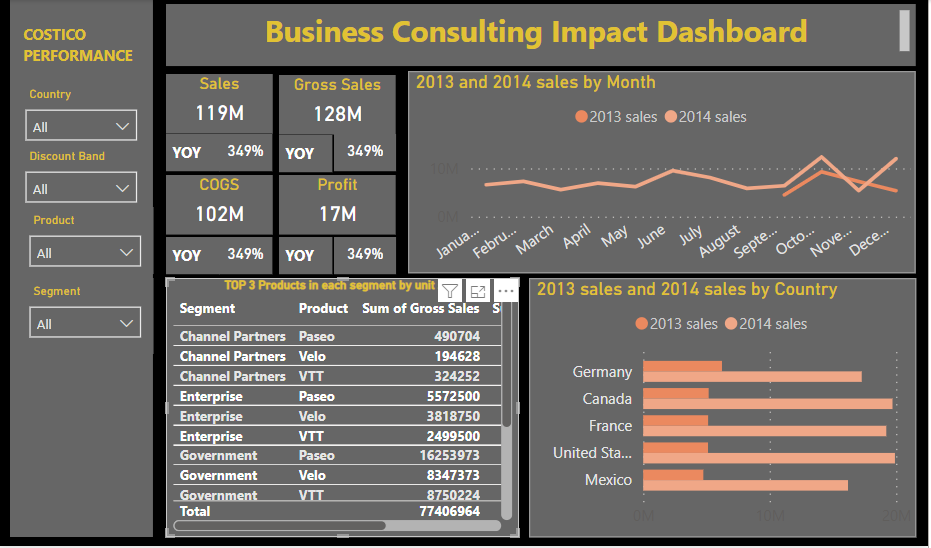 COSTICO
PERFORMANCE
Country
All
Discount Band
All
Product
All
Segment
All
Business Consulting Impact Dashboard
Sales
119M
YOY 349%
Gross Sales
128M
YOY 349%
COGS
102M
YOY 349%
Profit
17M
YOY 349%
2013 and 2014 sales by Month
2013 sales 2014 sales
10M
0M
Janua... Febru... March April May June July August Septe... Octo... Nove... Dece...
TOP 3 Products in each segment by unit
Segment Product Sum of Gross Sales S
Channel Partners Paseo 490704
Channel Partners Velo 194628
Channel Partners VTT 324252
Enterprise Paseo 5572500
Enterprise Velo 3818750
Enterprise VTT 2499500
Government Paseo 16253973
Government Velo 8347373
Government VTT 8750224
Total 77406964
2013 sales and 2014 sales by Country
2013 sales 2014 sales
Germany
Canada
France
United Sta...
Mexico
0M 10M 20M